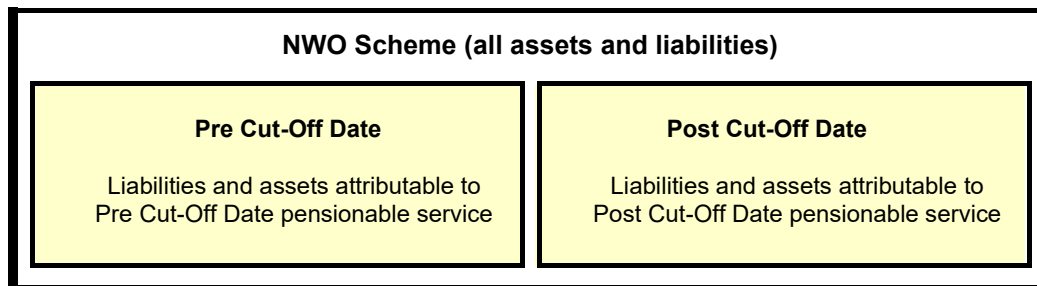 NWO Scheme (all assets and liabilities)
Pre Cut-Off Date
Liabilities and assets attributable to
Pre Cut-Off Date pensionable service
Post Cut-Off Date
Liabilities and assets attributable to
Post Cut-Off Date pensionable service